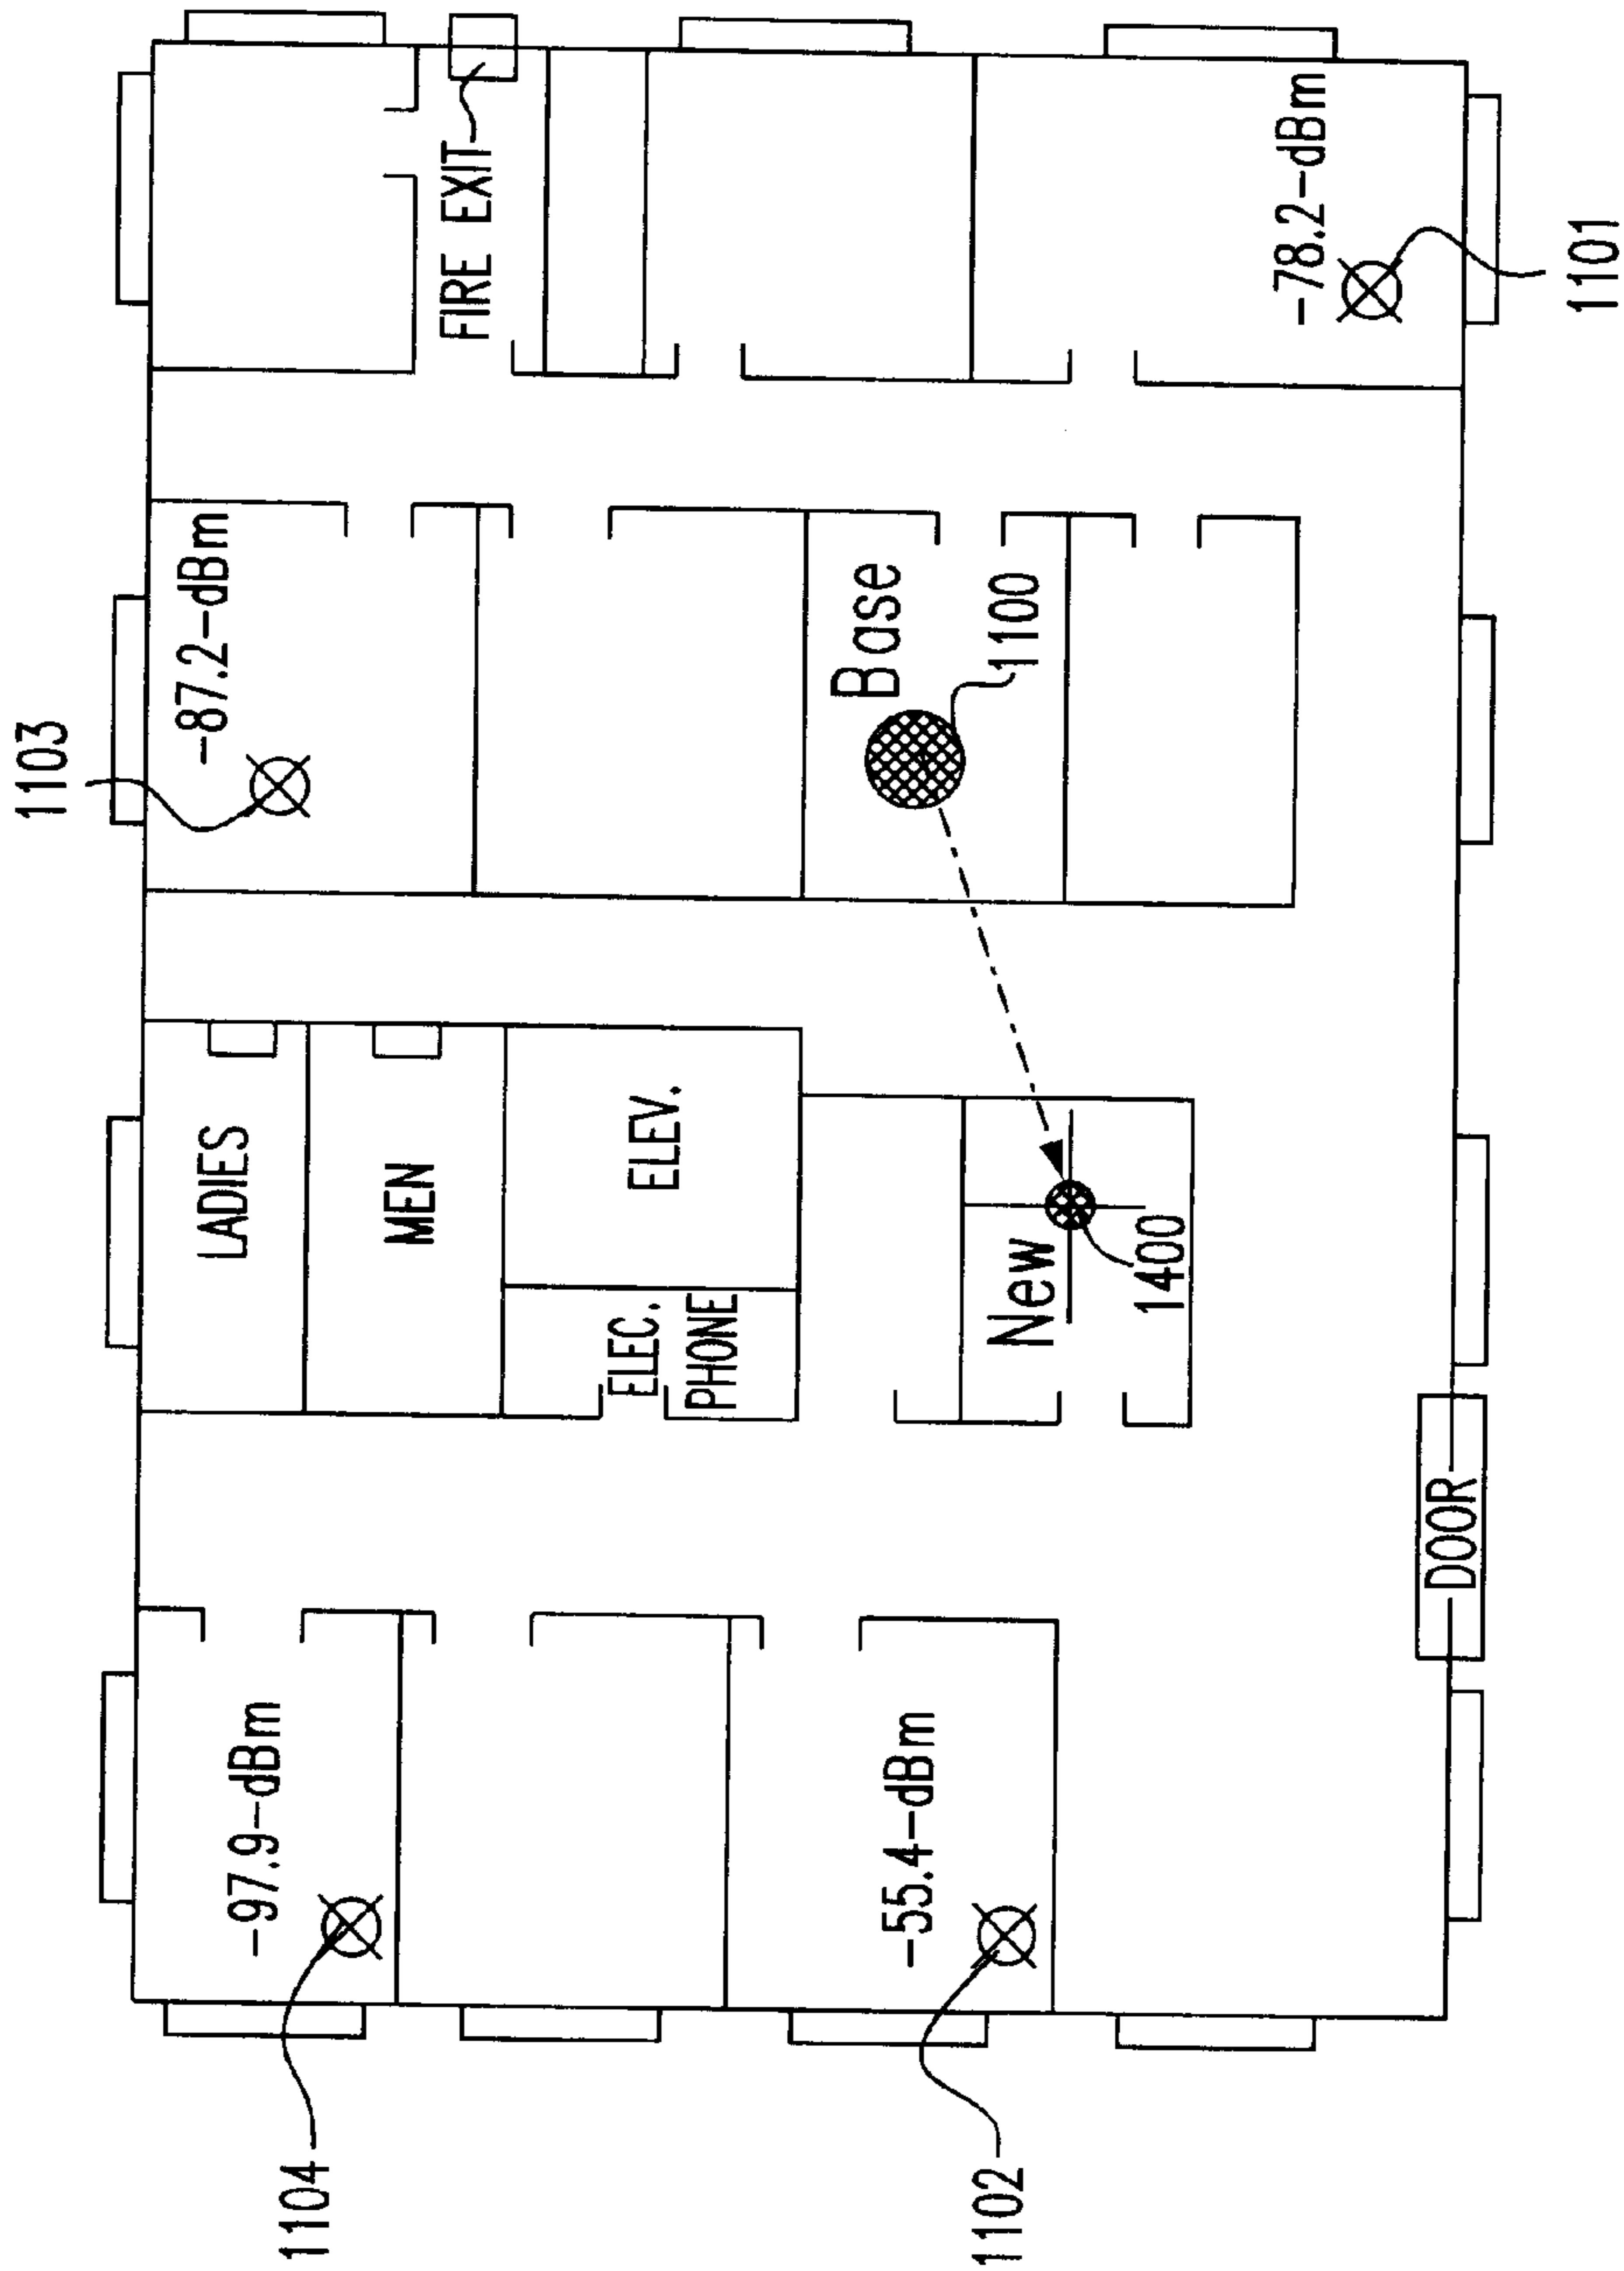 1103
-87.2-dBm
LADIES
-97.9-dBm
1104
MEN
FIRE EXIT
ELEC.
PHONE
ELEV.
Base
-55.4-dBm
1102
1100
New
1400
-78.2-dBm
DOOR
1101